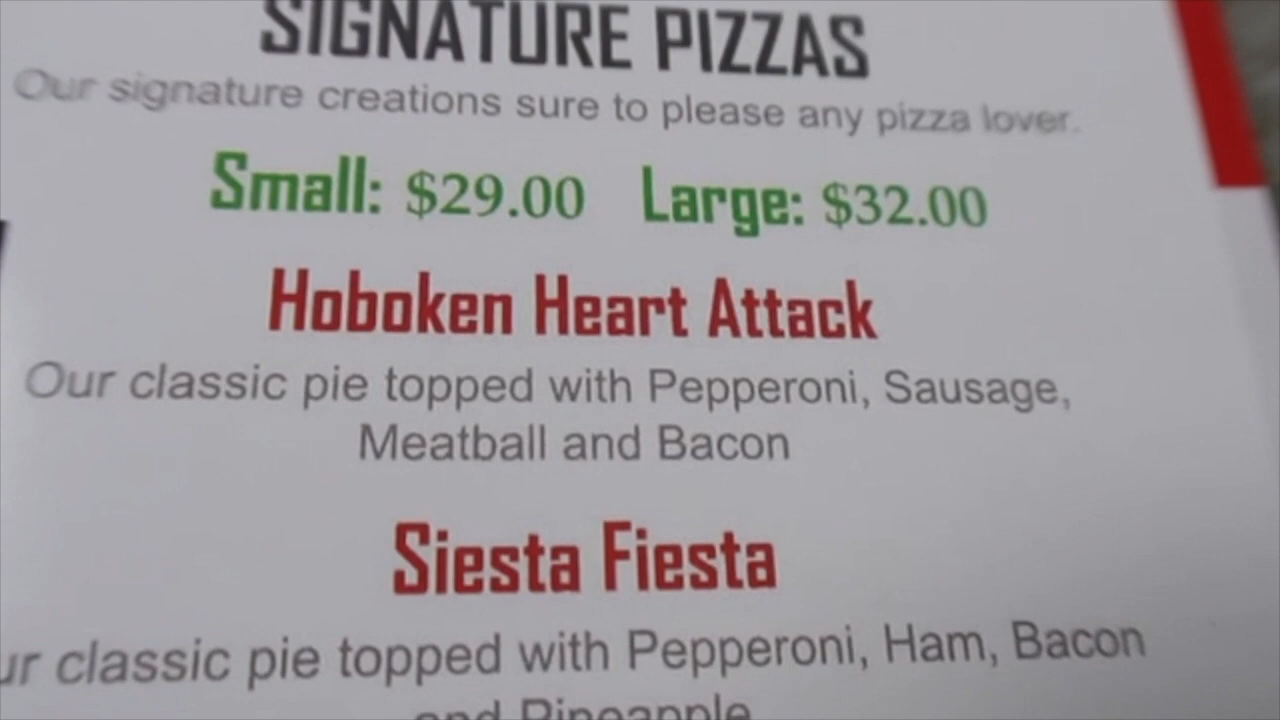 SIGNATURE PIZZAS
Our signature creations sure to please any pizza lover.
Small: $29.00 Large: $32.00
Hoboken Heart Attack
Our classic pie topped with Pepperoni, Sausage,
Meatball and Bacon
Siesta Fiesta
ur classic pie topped with Pepperoni, Ham, Bacon
and Pineapple